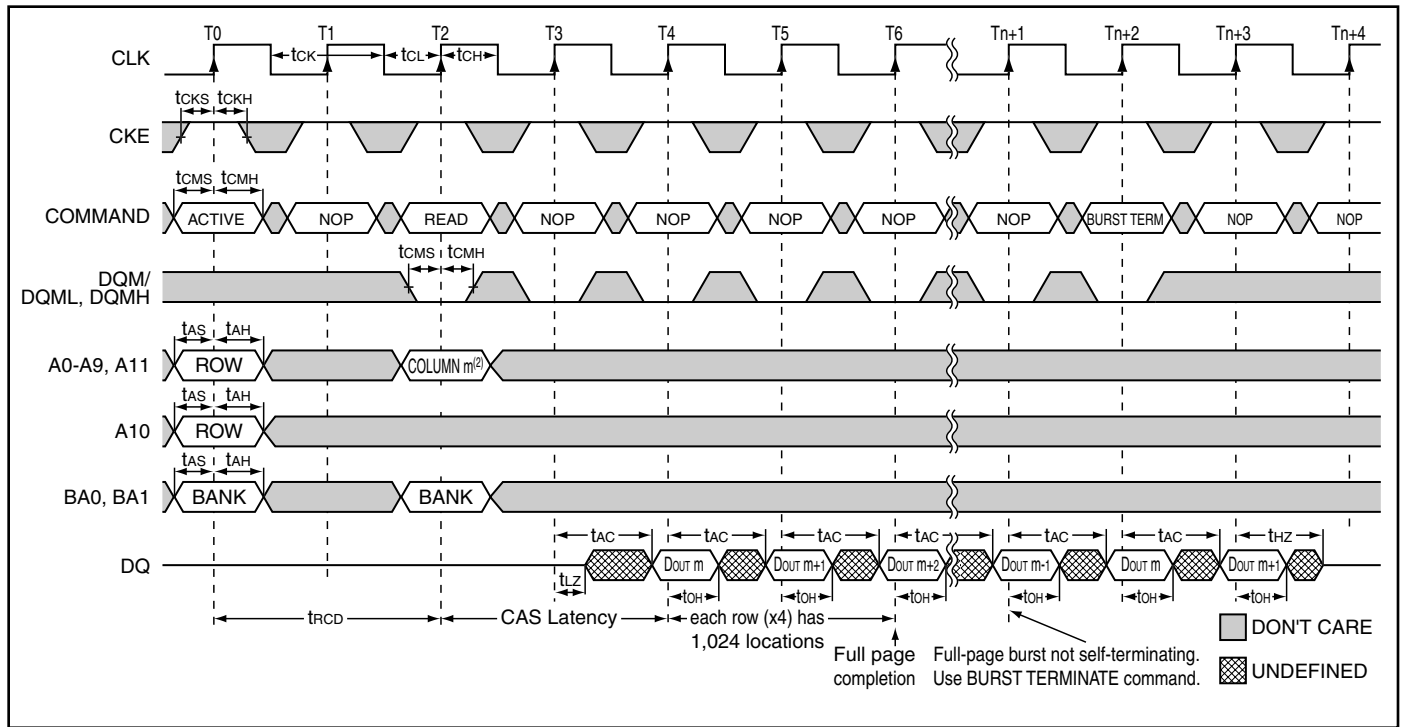 T0 T1 T2 T3 T4 T5 T6 Tn+1 Tn+2 Tn+3 Tn+4
CLK
tCK tCL tCH
tCKS tCKH
CKE
tCMS tCMH
COMMAND
ACTIVE NOP READ NOP NOP NOP NOP NOP BURST TERM NOP NOP
tCMS tCMH
DQM/
DQML, DQMH
tAS tAH
A0-A9, A11
ROW COLUMN m(2)
tAS tAH
A10
ROW
tAS tAH
BA0, BA1
BANK BANK
tAC tAC tAC tAC tAC tAC tHZ
DQ
DOUT m DOUT m+1 DOUT m+2 DOUT m-1 DOUT m DOUT m+1
tLZ tOH tOH tOH tOH tOH tOH
tRCD CAS Latency each row (x4) has
1,024 locations
Full page
completion
Full-page burst not self-terminating.
Use BURST TERMINATE command.
DON'T CARE
UNDEFINED